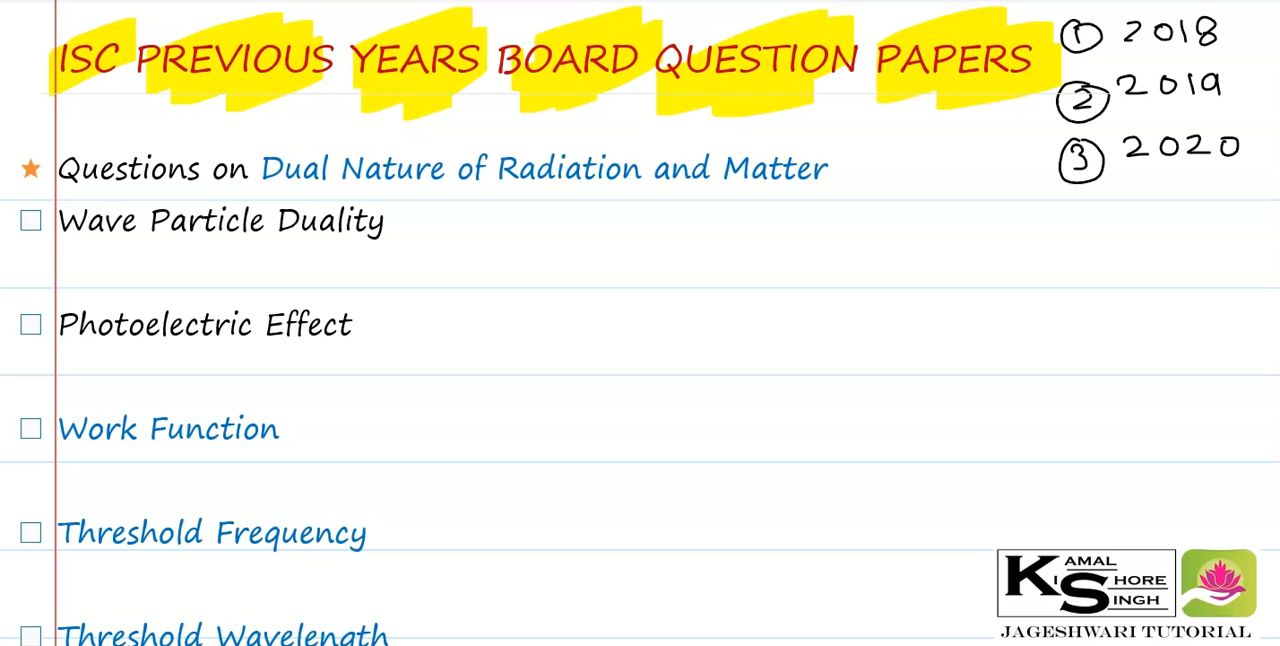 ISC PREVIOUS YEARS BOARD QUESTION PAPERS
① 2018
② 2019
③ 2020
Questions on Dual Nature of Radiation and Matter
Wave Particle Duality
Photoelectric Effect
Work Function
Threshold Frequency
Threshold Wavelength
KAMAL
KISHORE
SINGH
JAGESHWARI TUTORIAL